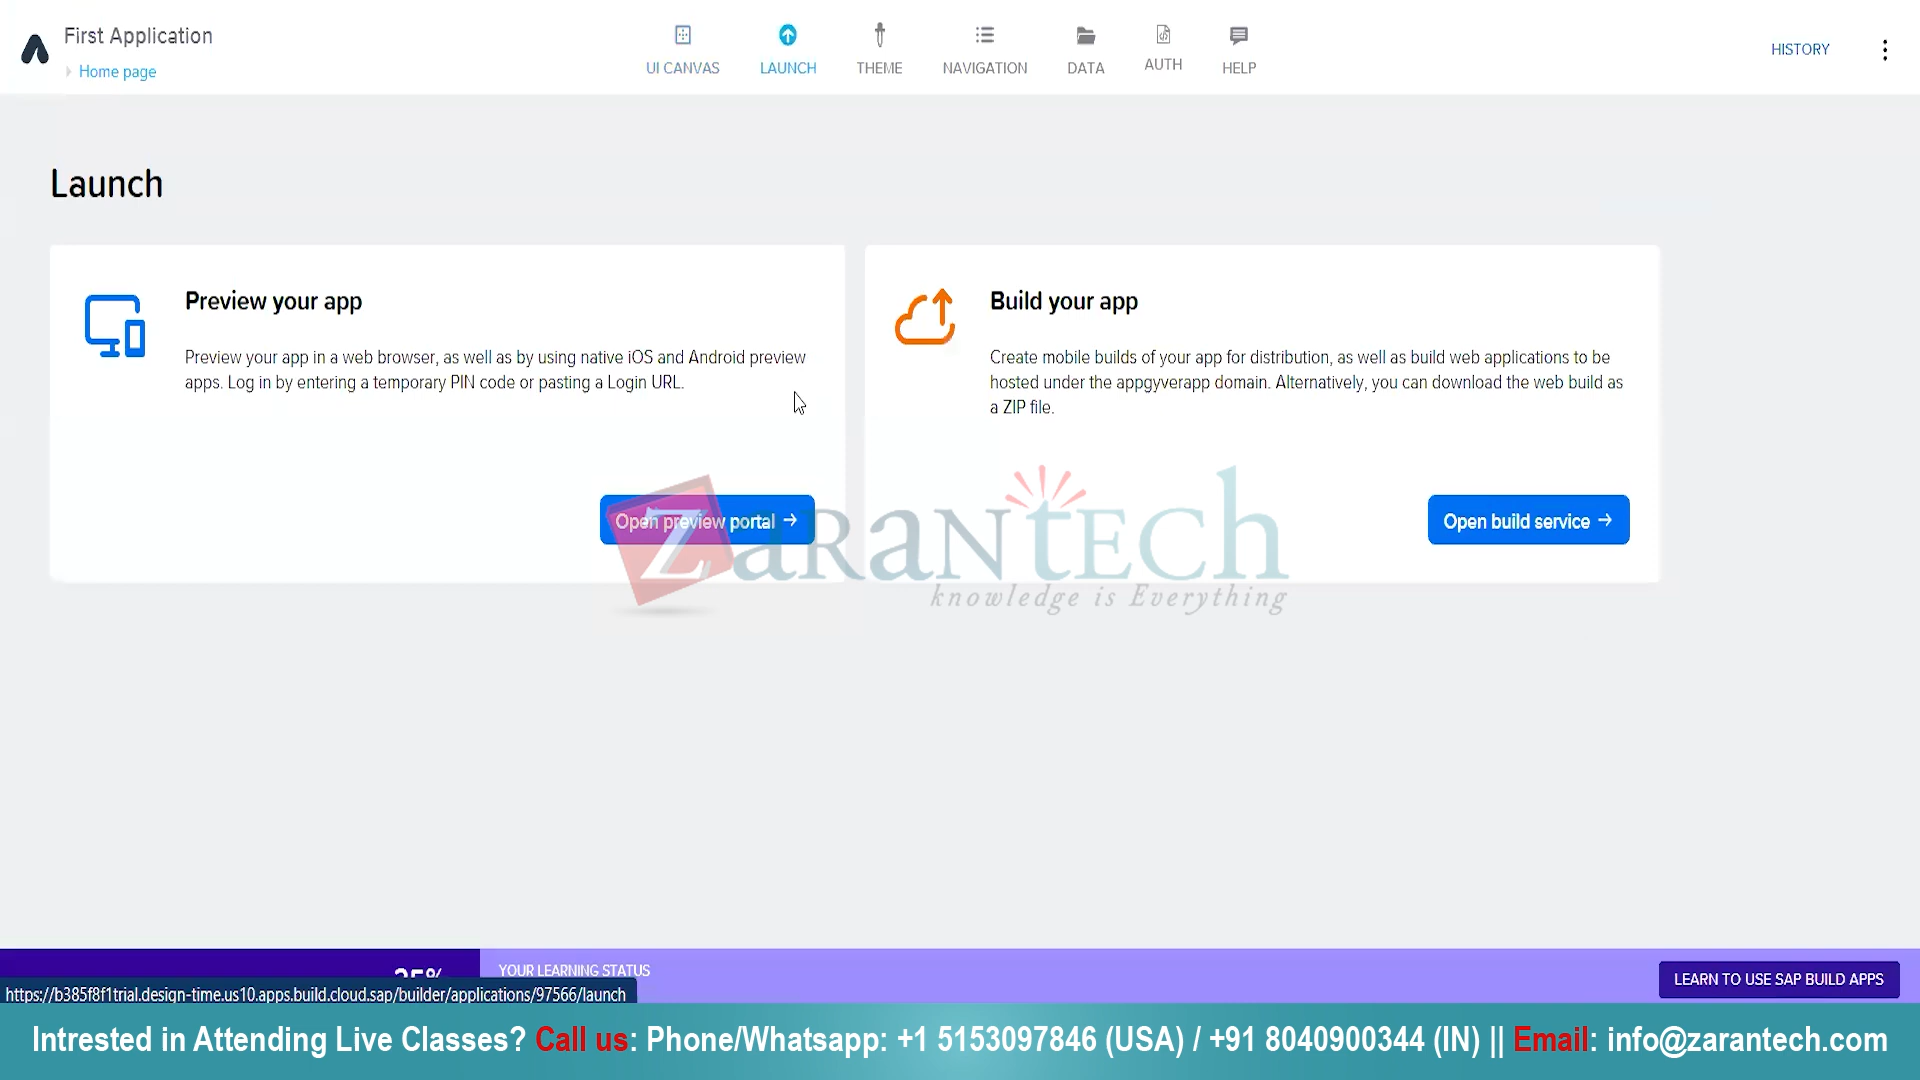 First Application
Home page
UI CANVAS
LAUNCH
THEME
NAVIGATION
DATA
AUTH
HELP
HISTORY
Launch
Preview your app
Preview your app in a web browser, as well as by using native iOS and Android preview
apps. Log in by entering a temporary PIN code or pasting a Login URL.
Open preview portal →
Build your app
Create mobile builds of your app for distribution, as well as build web applications to be
hosted under the appgyverapp domain. Alternatively, you can download the web build as
a ZIP file.
Open build service →
ZaranTech
knowledge is Everything
YOUR LEARNING STATUS
LEARN TO USE SAP BUILD APPS
https://b385f8f1trial.design-time.us10.apps.build.cloud.sap/builder/applications/97566/launch
Intrested in Attending Live Classes? Call us: Phone/Whatsapp: +1 5153097846 (USA) / +91 8040900344 (IN) || Email: info@zarantech.com